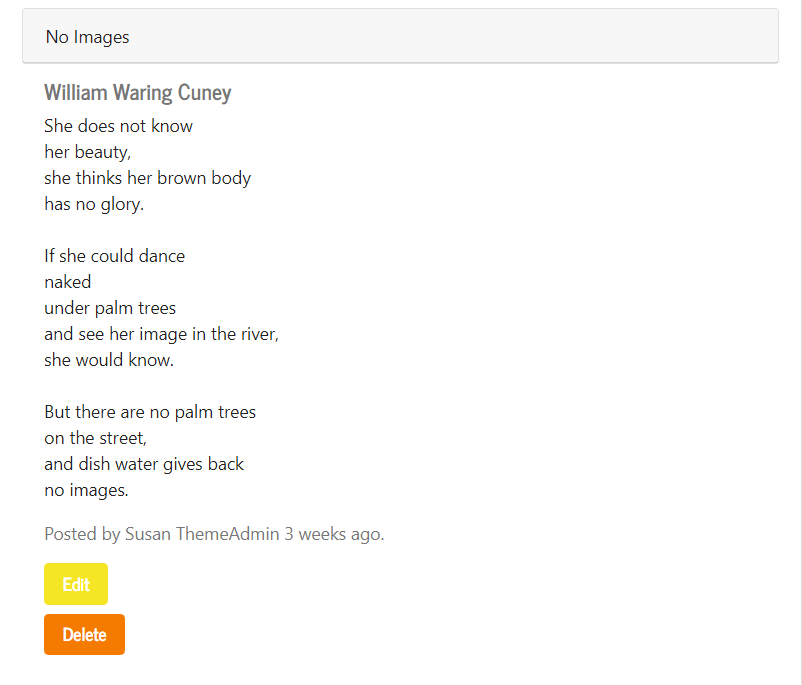 No Images
William Waring Cuney
She does not know
her beauty,
she thinks her brown body
has no glory.
If she could dance
naked
under palm trees
and see her image in the river,
she would know.
But there are no palm trees
on the street,
and dish water gives back
no images.
Posted by Susan ThemeAdmin 3 weeks ago.
Edit
Delete